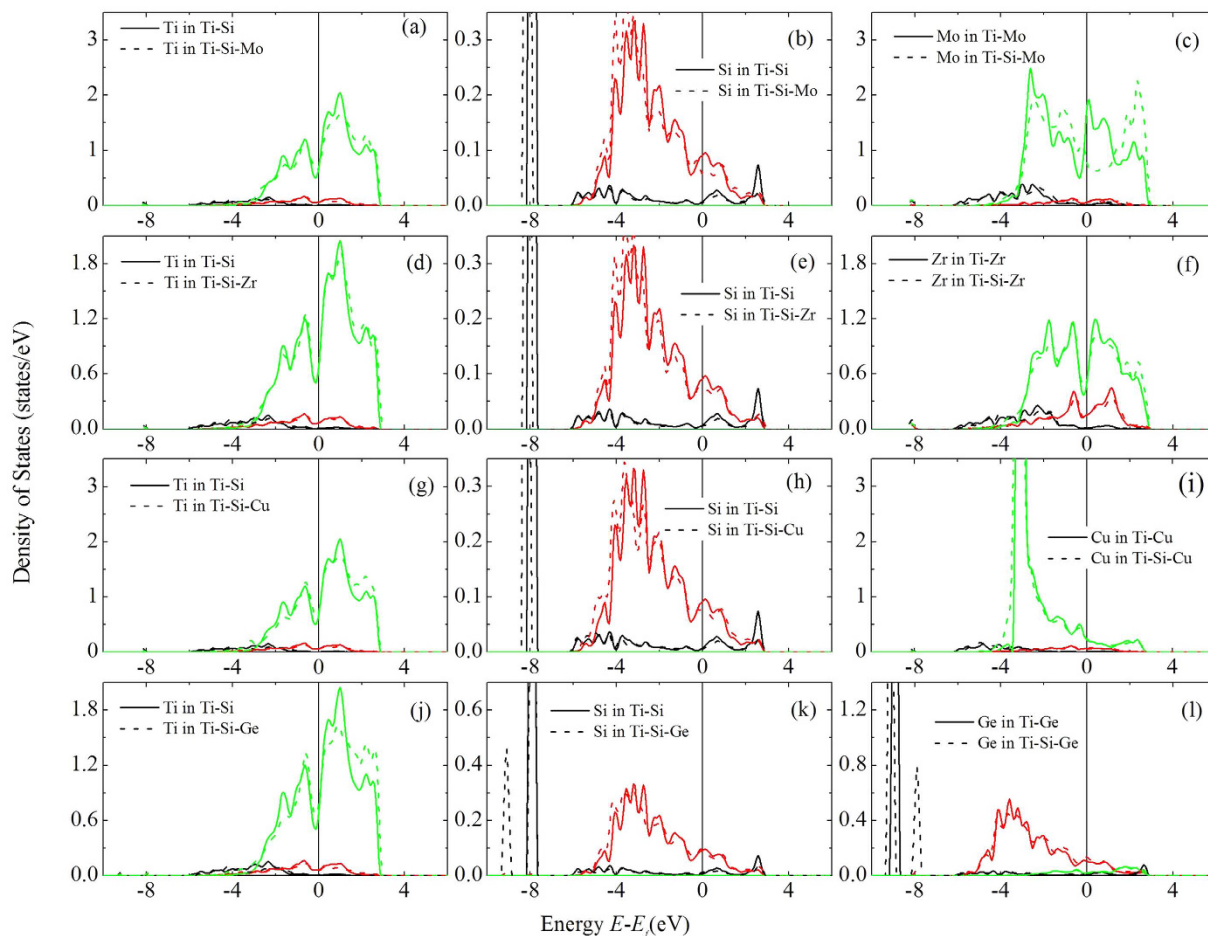 3
2
1
0
-8 -4 0 4
Ti in Ti-Si
Ti in Ti-Si-Mo
(a)
0.3
0.2
0.1
0
-8 -4 0 4
(b)
Si in Ti-Si
Si in Ti-Si-Mo
3
2
1
0
-8 -4 0 4
(c)
Mo in Ti-Mo
Mo in Ti-Si-Mo
1.8
1.2
0.6
0.0
-8 -4 0 4
Ti in Ti-Si
Ti in Ti-Si-Zr
(d)
0.3
0.2
0.1
0.0
-8 -4 0 4
(e)
Si in Ti-Si
Si in Ti-Si-Zr
1.8
1.2
0.6
0.0
-8 -4 0 4
Zr in Ti-Zr
Zr in Ti-Si-Zr
(f)
3
2
1
0
-8 -4 0 4
Ti in Ti-Si
Ti in Ti-Si-Cu
(g)
0.3
0.2
0.1
0
-8 -4 0 4
(h)
Si in Ti-Si
Si in Ti-Si-Cu
3
2
1
0
-8 -4 0 4
(i)
Cu in Ti-Cu
Cu in Ti-Si-Cu
1.8
1.2
0.6
0.0
-8 -4 0 4
Ti in Ti-Si
Ti in Ti-Si-Ge
(j)
0.6
0.4
0.2
0.0
-8 -4 0 4
Si in Ti-Si
Si in Ti-Si-Ge
(k)
1.2
0.8
0.4
0.0
-8 -4 0 4
(l)
Ge in Ti-Ge
Ge in Ti-Si-Ge
Density of States (states/eV)
Energy E-E_f(eV)